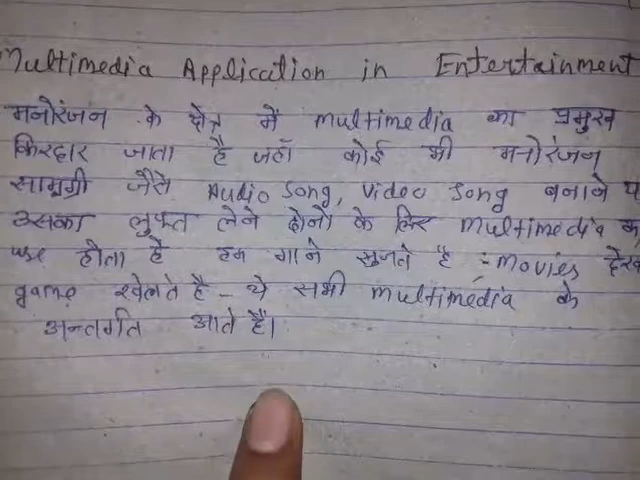 Multimedia Application in Entertainment
मनोरंजन के क्षेत्र में multimedia का प्रमुख
किरदार जाता है जहाँ कोई भी मनोरंजन
सामग्री जैसे Audio Song, Video Song बनाने
उसका लुफ्त लेने दोनों के लिए Multimedia
use होता है हम गाने सुनते है movies
game खेलते है - ये सभी multimedia के
अन्तर्गत आते हैं।